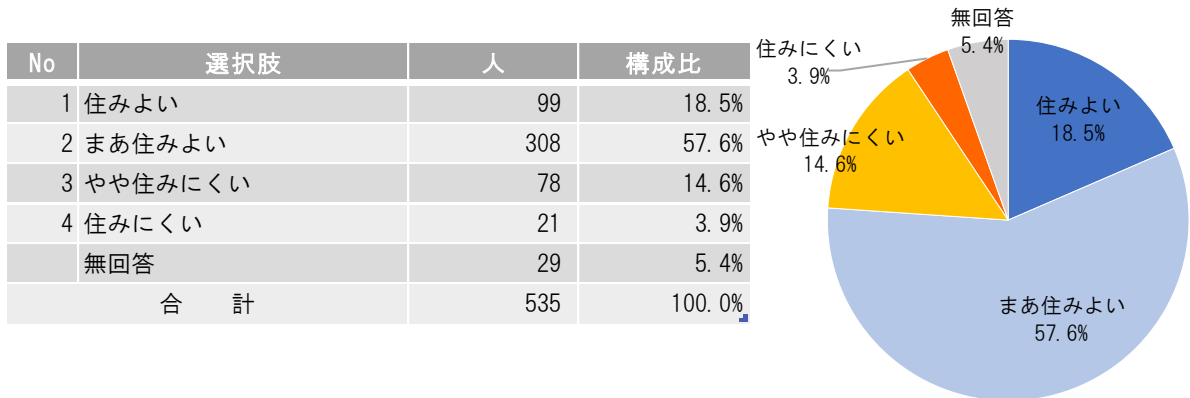 No 選択肢 人 構成比
1 住みよい 99 18.5%
2 まあ住みよい 308 57.6%
3 やや住みにくい 78 14.6%
4 住みにくい 21 3.9%
無回答 29 5.4%
合　　計 535 100.0%
無回答
5.4%
住みにくい
3.9%
住みよい
18.5%
やや住みにくい
14.6%
まあ住みよい
57.6%